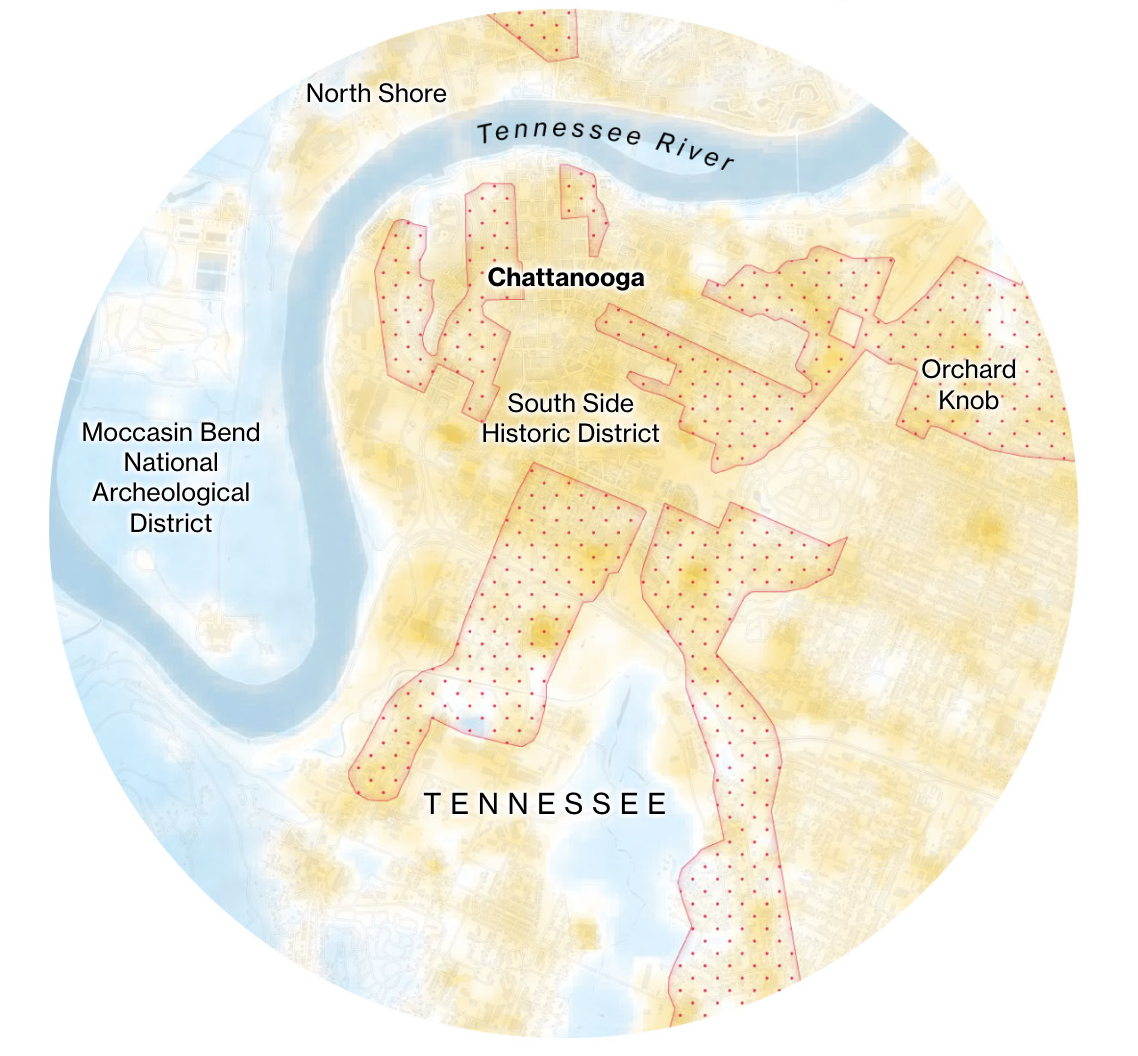 North Shore
Tennessee River
Chattanooga
Orchard
Knob
South Side
Historic District
Moccasin Bend
National
Archeological
District
TENNESSEE